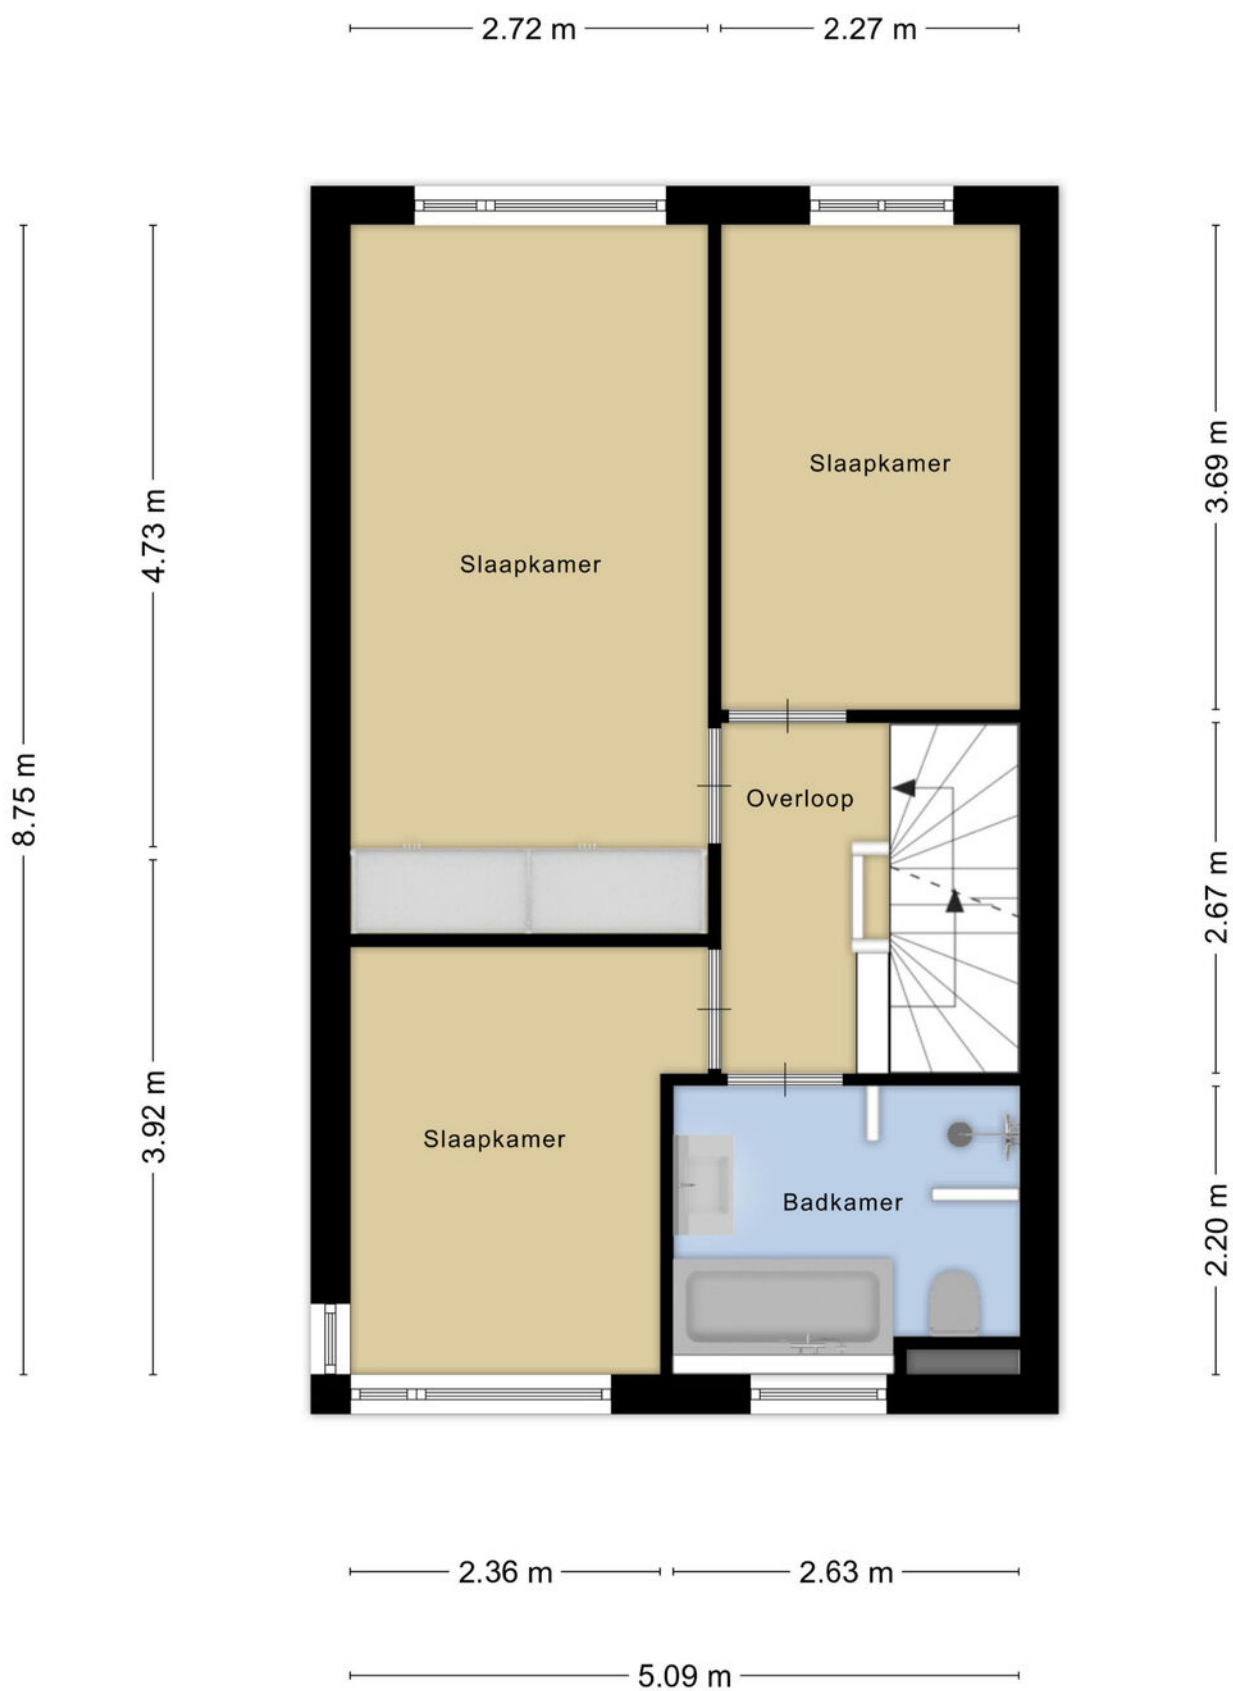 2.72 m
2.27 m
Slaapkamer
3.69 m
4.73 m
Slaapkamer
8.75 m
Overloop
2.67 m
3.92 m
Slaapkamer
Badkamer
2.20 m
2.36 m
2.63 m
5.09 m